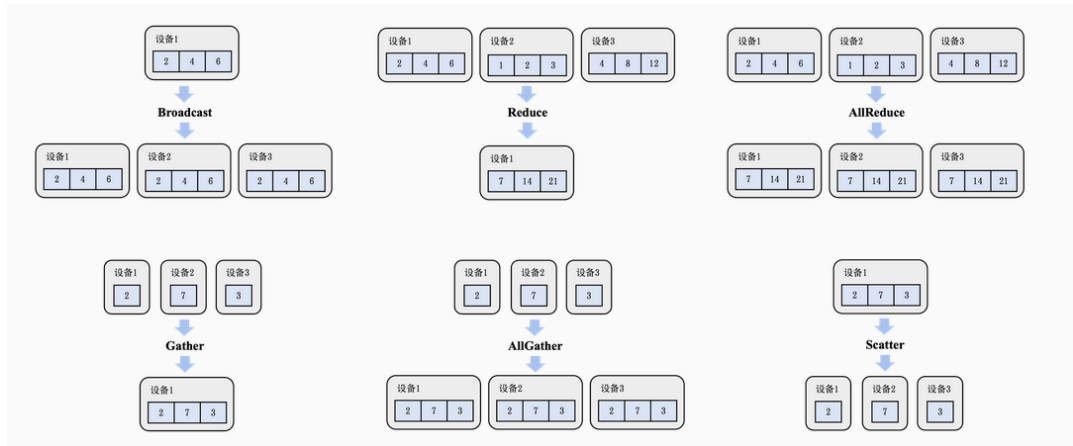 设备1
2 4 6
Broadcast
设备1 设备2 设备3
2 4 6 2 4 6 2 4 6
设备1 设备2 设备3
2 4 6 1 2 3 4 8 12
Reduce
设备1
7 14 21
设备1 设备2 设备3
2 4 6 1 2 3 4 8 12
AllReduce
设备1 设备2 设备3
7 14 21 7 14 21 7 14 21
设备1 设备2 设备3
2 7 3
Gather
设备1
2 7 3
设备1 设备2 设备3
2 7 3
AllGather
设备1 设备2 设备3
2 7 3 2 7 3 2 7 3
设备1
2 7 3
Scatter
设备1 设备2 设备3
2 7 3